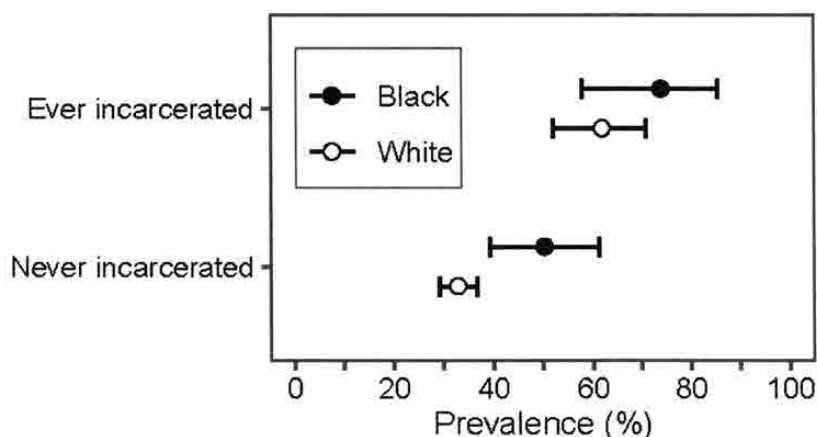 Black
Ever incarcerated
White
Never incarcerated
0 20 40 60 80 100
Prevalence (%)